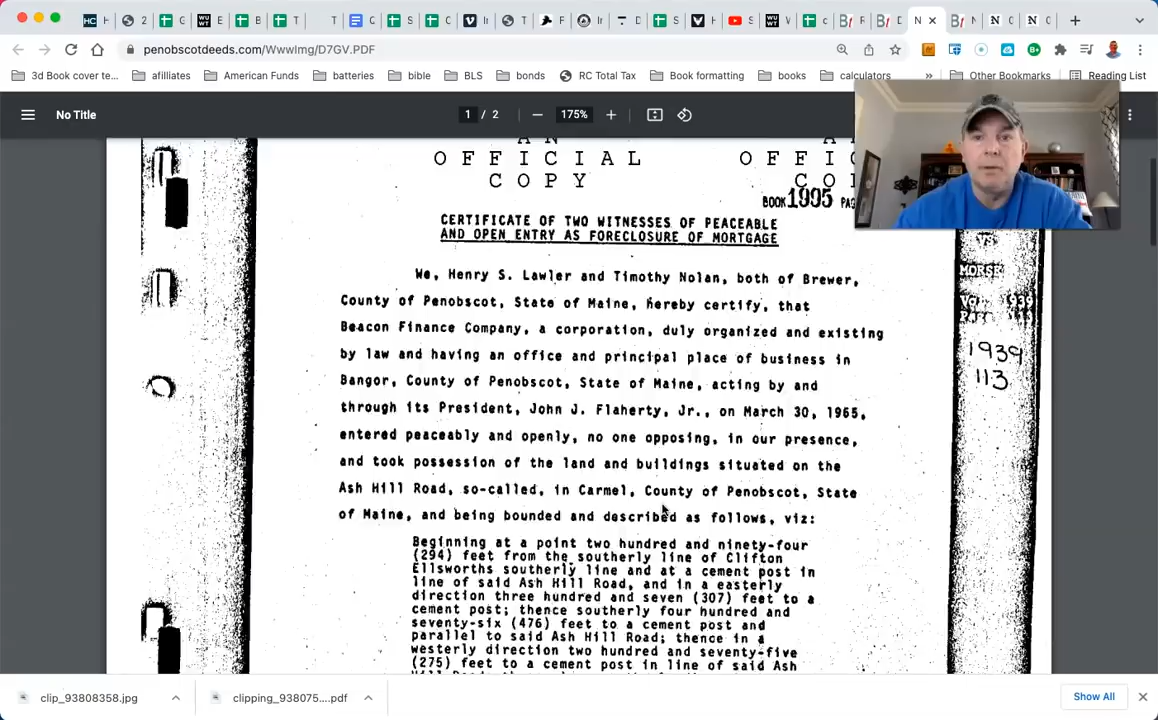 HC
2
G
E
B
T
T
C
S
C
In
T
F
In
D
S
H
S
W
c
R
D
N
N
C
C
penobscotdeeds.com/WwwImg/D7GV.PDF
3d Book cover te...
afilliates
American Funds
batteries
bible
BLS
bonds
RC Total Tax
Book formatting
books
calculators
»
Other Bookmarks
Reading List
No Title
1 / 2
175%
A N
O F F I C I A L
C O P Y
O F F I C
C O
BOOK 1995 PAG
CERTIFICATE OF TWO WITNESSES OF PEACEABLE
AND OPEN ENTRY AS FORECLOSURE OF MORTGAGE
We, Henry S. Lawler and Timothy Nolan, both of Brewer,
County of Penobscot, State of Maine, hereby certify, that
Beacon Finance Company, a corporation, duly organized and existing
by law and having an office and principal place of business in
Bangor, County of Penobscot, State of Maine, acting by and
through its President, John J. Flaherty, Jr., on March 30, 1965,
entered peaceably and openly, no one opposing, in our presence,
and took possession of the land and buildings situated on the
Ash Hill Road, so-called, in Carmel, County of Penobscot, State
of Maine, and being bounded and described as follows, viz:
Beginning at a point two hundred and ninety-four
(294) feet from the southerly line of Clifton
Ellsworths southerly line and at a cement post in
line of said Ash Hill Road, and in a easterly
direction three hundred and seven (307) feet to a
cement post; thence southerly four hundred and
seventy-six (476) feet to a cement post and
parallel to said Ash Hill Road; thence in a
westerly direction two hundred and seventy-five
(275) feet to a cement post in line of said Ash
VS
MORSE
VOL. 1939
1939
113
clip_93808358.jpg
clipping_938075....pdf
Show All